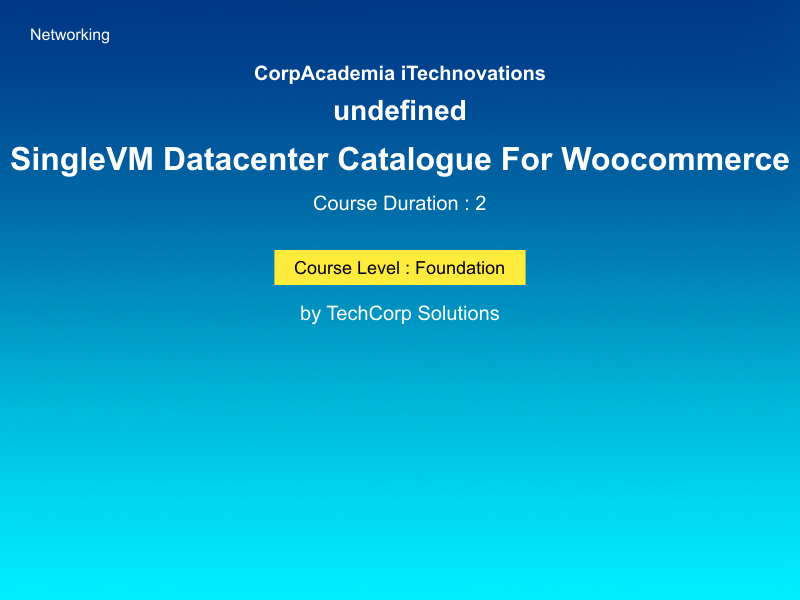 Networking
CorpAcademia iTechnovations
undefined
SingleVM Datacenter Catalogue For Woocommerce
Course Duration : 2
Course Level : Foundation
by TechCorp Solutions